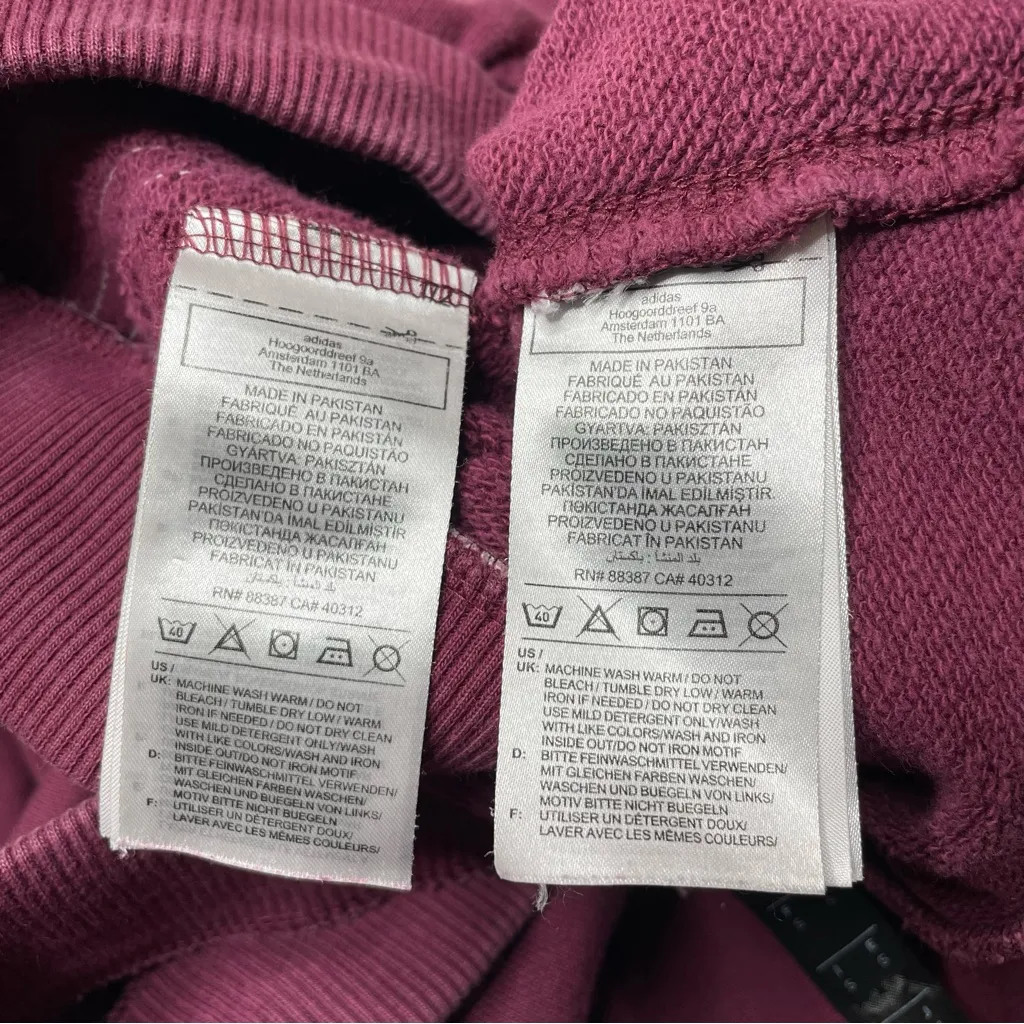 adidas
Hoogoorddreef 9a
Amsterdam 1101 BA
The Netherlands
MADE IN PAKISTAN
FABRIQUÉ AU PAKISTAN
FABRICADO EN PAKISTÁN
FABRICADO NO PAQUISTÃO
GYÁRTVA: PAKISZTÁN
ПРОИЗВЕДЕНО В ПАКИСТАН
СДЕЛАНО В ПАКИСТАНЕ
PROIZVEDENO U PAKISTANU
PAKİSTAN'DA İMAL EDİLMİŞTİR
ПӘКІСТАНДА ЖАСАЛҒАН
PROIZVEDENO U PAKISTANU
FABRICAT ÎN PAKISTAN
بلد المنشأ : باكستان
RN# 88387 CA# 40312
40
US /
UK: MACHINE WASH WARM / DO NOT
BLEACH / TUMBLE DRY LOW / WARM
IRON IF NEEDED / DO NOT DRY CLEAN
USE MILD DETERGENT ONLY/WASH
WITH LIKE COLORS/WASH AND IRON
INSIDE OUT/DO NOT IRON MOTIF
D: BITTE FEINWASCHMITTEL VERWENDEN/
MIT GLEICHEN FARBEN WASCHEN/
WASCHEN UND BUEGELN VON LINKS/
MOTIV BITTE NICHT BUEGELN
F: UTILISER UN DÉTERGENT DOUX/
LAVER AVEC LES MÊMES COULEURS/
adidas
Hoogoorddreef 9a
Amsterdam 1101 BA
The Netherlands
MADE IN PAKISTAN
FABRIQUÉ AU PAKISTAN
FABRICADO EN PAKISTÁN
FABRICADO NO PAQUISTÃO
GYÁRTVA: PAKISZTÁN
ПРОИЗВЕДЕНО В ПАКИСТАН
СДЕЛАНО В ПАКИСТАНЕ
PROIZVEDENO U PAKISTANU
PAKİSTAN'DA İMAL EDİLMİŞTİR.
ПӘКІСТАНДА ЖАСАЛҒАН
PROIZVEDENO U PAKISTANU
FABRICAT ÎN PAKISTAN
بلد المنشأ : باكستان
RN# 88387 CA# 40312
40
US /
UK: MACHINE WASH WARM / DO NOT
BLEACH / TUMBLE DRY LOW / WARM
IRON IF NEEDED / DO NOT DRY CLEAN
USE MILD DETERGENT ONLY/WASH
WITH LIKE COLORS/WASH AND IRON
INSIDE OUT/DO NOT IRON MOTIF
D: BITTE FEINWASCHMITTEL VERWENDEN/
MIT GLEICHEN FARBEN WASCHEN/
WASCHEN UND BUEGELN VON LINKS/
MOTIV BITTE NICHT BUEGELN
F: UTILISER UN DÉTERGENT DOUX/
LAVER AVEC LES MÊMES COULEURS/